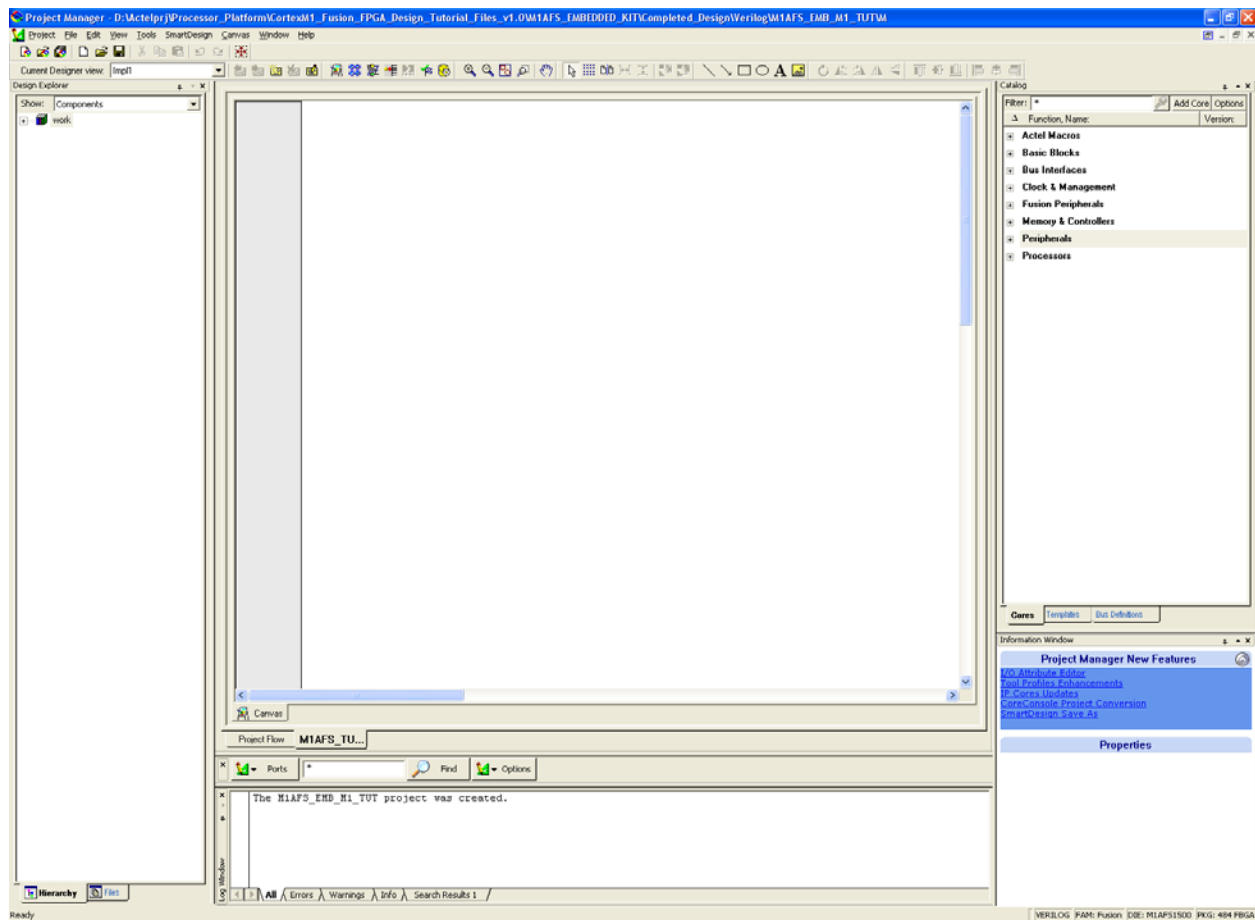 Project Manager - D:\Actelprj\Processor_Platform\CortexM1_Fusion_FPGA_Design_Tutorial_Files_v1.0\M1AFS_EMBEDDED_KIT\Completed_Design\Verilog\M1AFS_EMB_M1_TUT\M
Project File Edit View Tools SmartDesign Canvas Window Help
Current Designer view: Impl1
Design Explorer
Show: Components
work
Hierarchy Files
Canvas
Project Flow M1AFS_TU...
Ports * Find Options
The M1AFS_EMB_M1_TUT project was created.
Log Window
All Errors Warnings Info Search Results 1
Catalog
Filter: * Add Core Options
Function, Name: Version:
Actel Macros
Basic Blocks
Bus Interfaces
Clock & Management
Fusion Peripherals
Memory & Controllers
Peripherals
Processors
Cores Templates Bus Definitions
Information Window
Project Manager New Features
I/O Attribute Editor
Tool Profiles Enhancements
IP Cores Updates
CoreConsole Project Conversion
SmartDesign Save As
Properties
Ready
VERILOG FAM: Fusion DIE: M1AFS1500 PKG: 484 FBGA